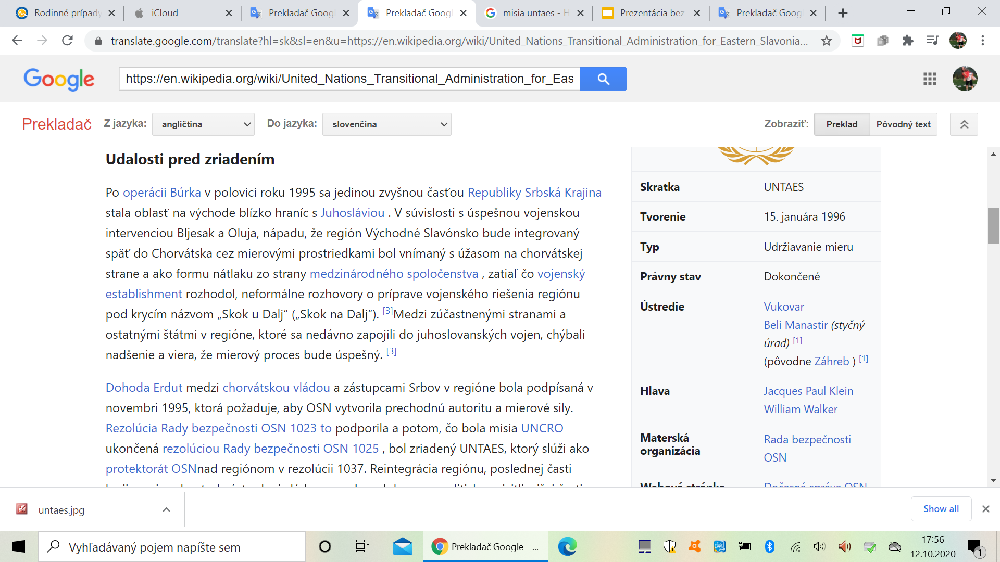 Rodinné prípady
iCloud
Prekladač Googl
Prekladač Googl
misia untaes - H
Prezentácia bez
Prekladač Googl
translate.google.com/translate?hl=sk&sl=en&u=https://en.wikipedia.org/wiki/United_Nations_Transitional_Administration_for_Eastern_Slavonia...
Google
https://en.wikipedia.org/wiki/United_Nations_Transitional_Administration_for_Eas
Prekladač
Z jazyka:
angličtina
Do jazyka:
slovenčina
Zobraziť:
Preklad
Pôvodný text
Udalosti pred zriadením
Po operácii Búrka v polovici roku 1995 sa jedinou zvyšnou časťou Republiky Srbská Krajina
stala oblasť na východe blízko hraníc s Juhosláviou . V súvislosti s úspešnou vojenskou
intervenciou Bljesak a Oluja, nápadu, že región Východné Slavónsko bude integrovaný
späť do Chorvátska cez mierovými prostriedkami bol vnímaný s úžasom na chorvátskej
strane a ako formu nátlaku zo strany medzinárodného spoločenstva , zatiaľ čo vojenský
establishment rozhodol, neformálne rozhovory o príprave vojenského riešenia regiónu
pod krycím názvom „Skok u Dalj“ („Skok na Dalj“). [3]Medzi zúčastnenými stranami a
ostatnými štátmi v regióne, ktoré sa nedávno zapojili do juhoslovanských vojen, chýbali
nadšenie a viera, že mierový proces bude úspešný. [3]
Dohoda Erdut medzi chorvátskou vládou a zástupcami Srbov v regióne bola podpísaná v
novembri 1995, ktorá požaduje, aby OSN vytvorila prechodnú autoritu a mierové sily.
Rezolúcia Rady bezpečnosti OSN 1023 to podporila a potom, čo bola misia UNCRO
ukončená rezolúciou Rady bezpečnosti OSN 1025 , bol zriadený UNTAES, ktorý slúži ako
protektorát OSNnad regiónom v rezolúcii 1037. Reintegrácia regiónu, poslednej časti
Skratka UNTAES
Tvorenie 15. januára 1996
Typ Udržiavanie mieru
Právny stav Dokončené
Ústredie Vukovar
Beli Manastir (styčný
úrad) [1]
(pôvodne Záhreb ) [1]
Hlava Jacques Paul Klein
William Walker
Materská
organizácia
Rada bezpečnosti
OSN
Webová stránka Dočasná správa OSN
untaes.jpg
Show all
Vyhľadávaný pojem napíšte sem
Prekladač Google - ...
17:56
12.10.2020
1